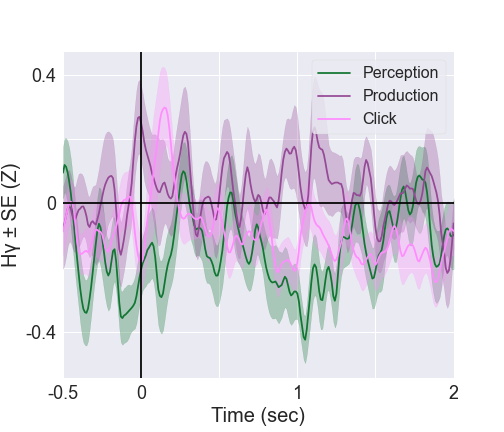 Perception
Production
Click
0.4
0
-0.4
Hγ ± SE (Z)
-0.5
0
1
2
Time (sec)